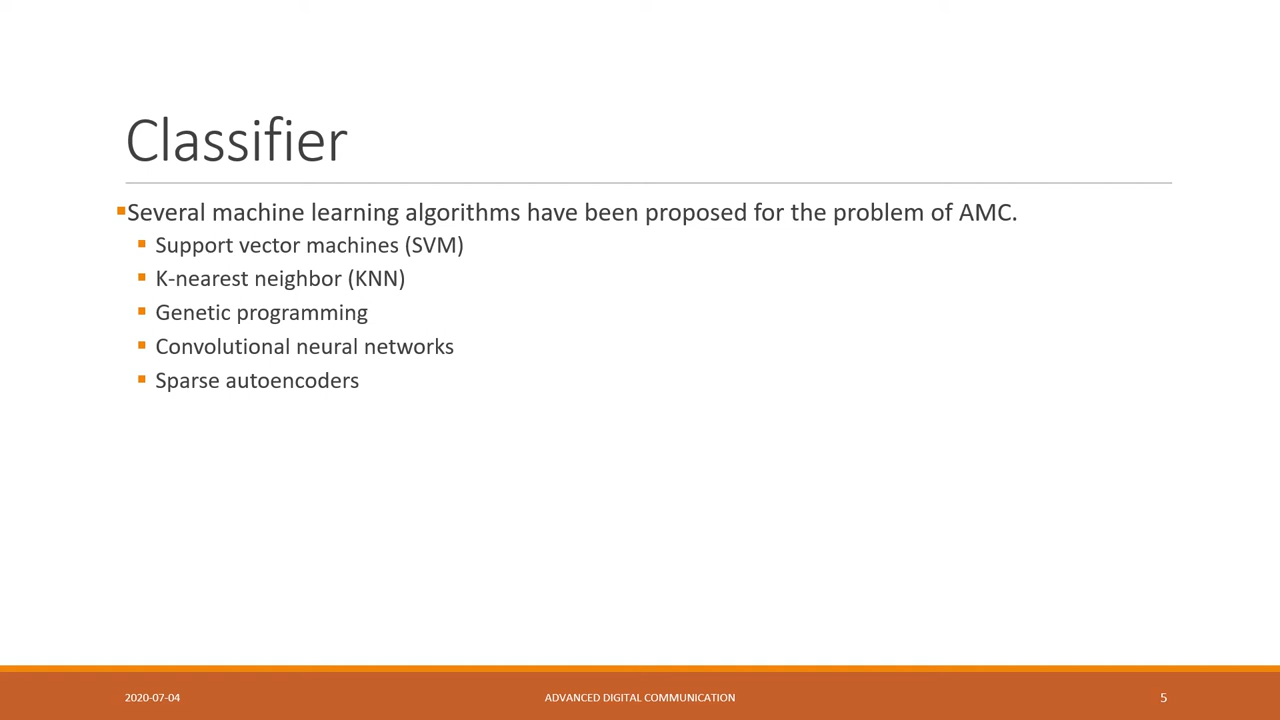 Classifier
Several machine learning algorithms have been proposed for the problem of AMC.
Support vector machines (SVM)
K-nearest neighbor (KNN)
Genetic programming
Convolutional neural networks
Sparse autoencoders
2020-07-04
ADVANCED DIGITAL COMMUNICATION
5